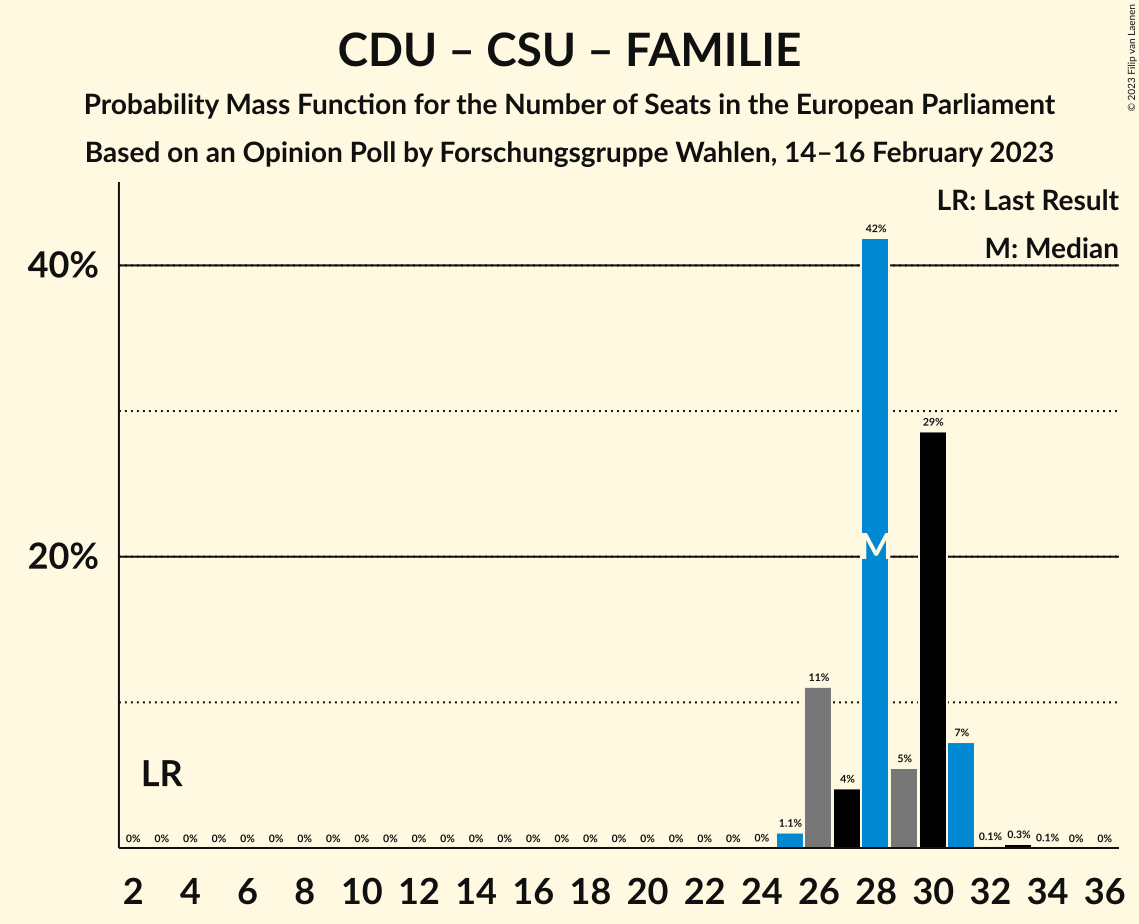 CDU – CSU – FAMILIE
Probability Mass Function for the Number of Seats in the European Parliament
Based on an Opinion Poll by Forschungsgruppe Wahlen, 14–16 February 2023
© 2023 Filip van Laenen
LR: Last Result
M: Median
40%
20%
42%
29%
11%
7%
5%
4%
M
LR
0% 0% 0% 0% 0% 0% 0% 0% 0% 0% 0% 0% 0% 0% 0% 0% 0% 0% 0% 0% 0% 0% 0% 1.1% 0.1% 0.3% 0.1% 0% 0%
2 4 6 8 10 12 14 16 18 20 22 24 26 28 30 32 34 36